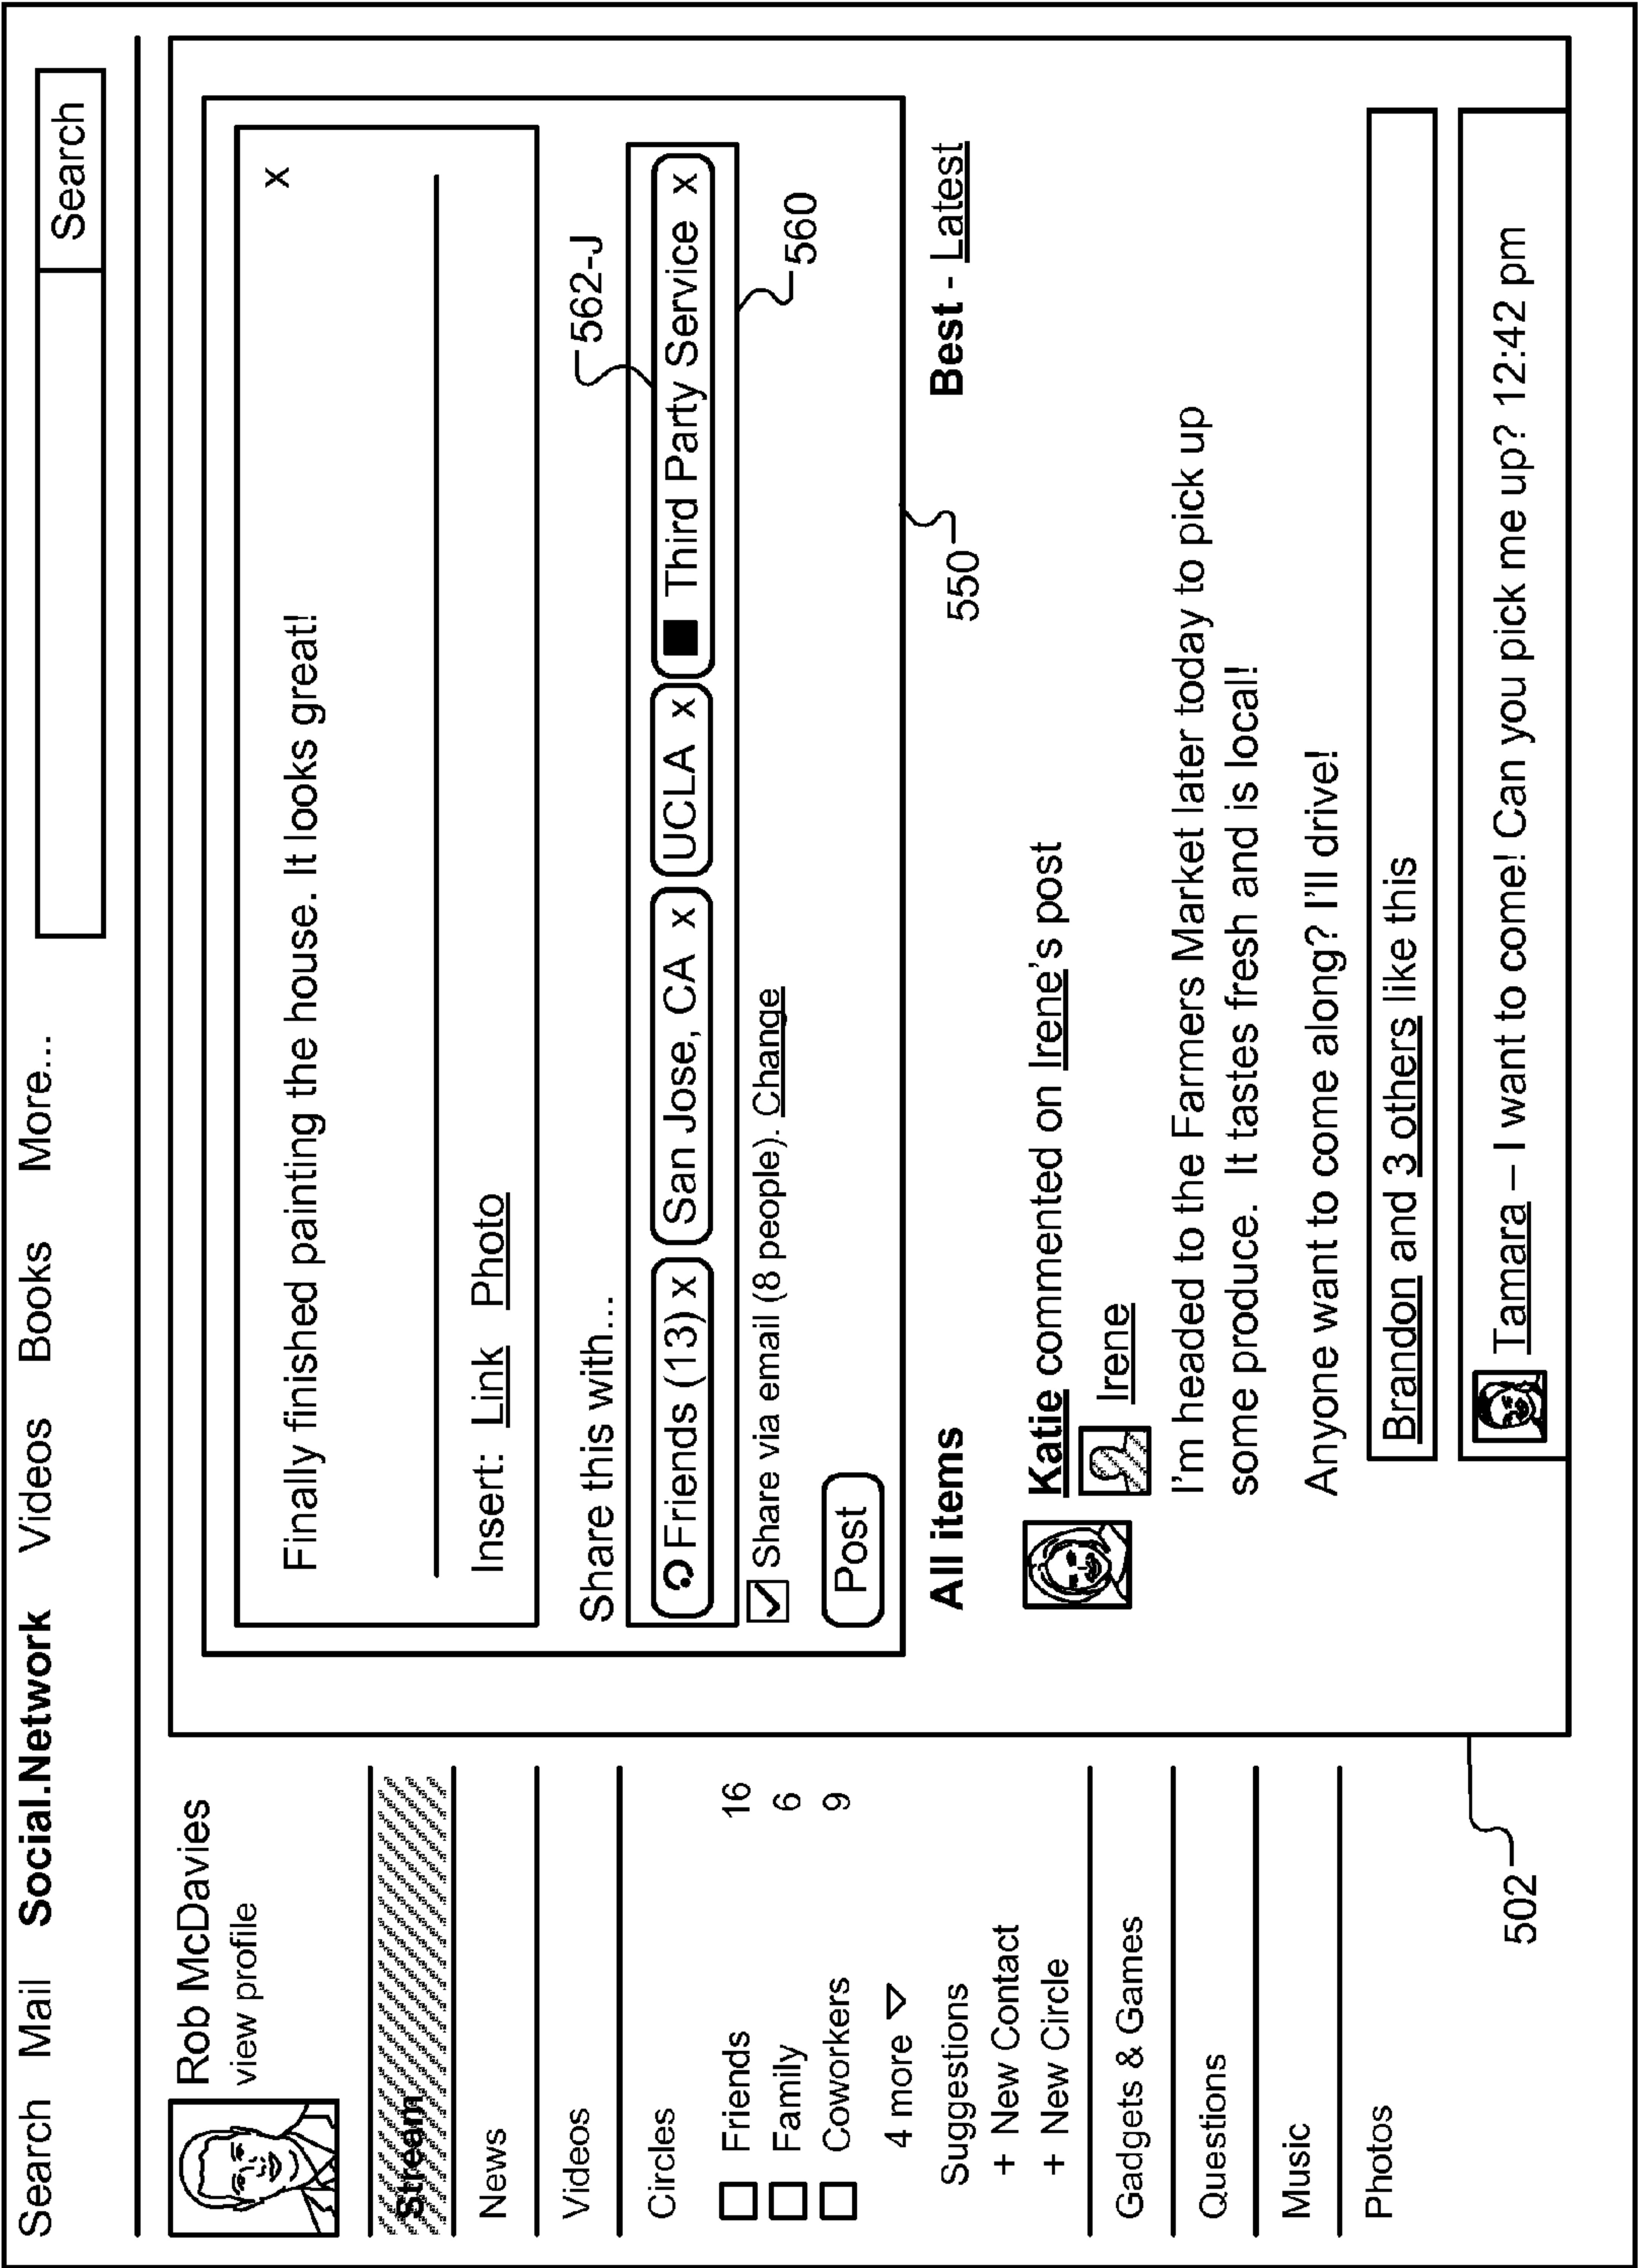 Search Mail Social.Network Videos Books More...
Search
Rob McDavies
view profile
Stream
News
Videos
Circles
Friends 16
Family 6
Coworkers 9
4 more
Suggestions
+ New Contact
+ New Circle
Gadgets & Games
Questions
Music
Photos
502
Finally finished painting the house. It looks great!
x
Insert: Link Photo
Share this with...
562-J
Friends (13) x San Jose, CA x UCLA x Third Party Service x
560
Share via email (8 people). Change
Post
550
All items Best - Latest
Katie commented on Irene's post
Irene
I'm headed to the Farmers Market later today to pick up
some produce. It tastes fresh and is local!
Anyone want to come along? I'll drive!
Brandon and 3 others like this
Tamara – I want to come! Can you pick me up? 12:42 pm